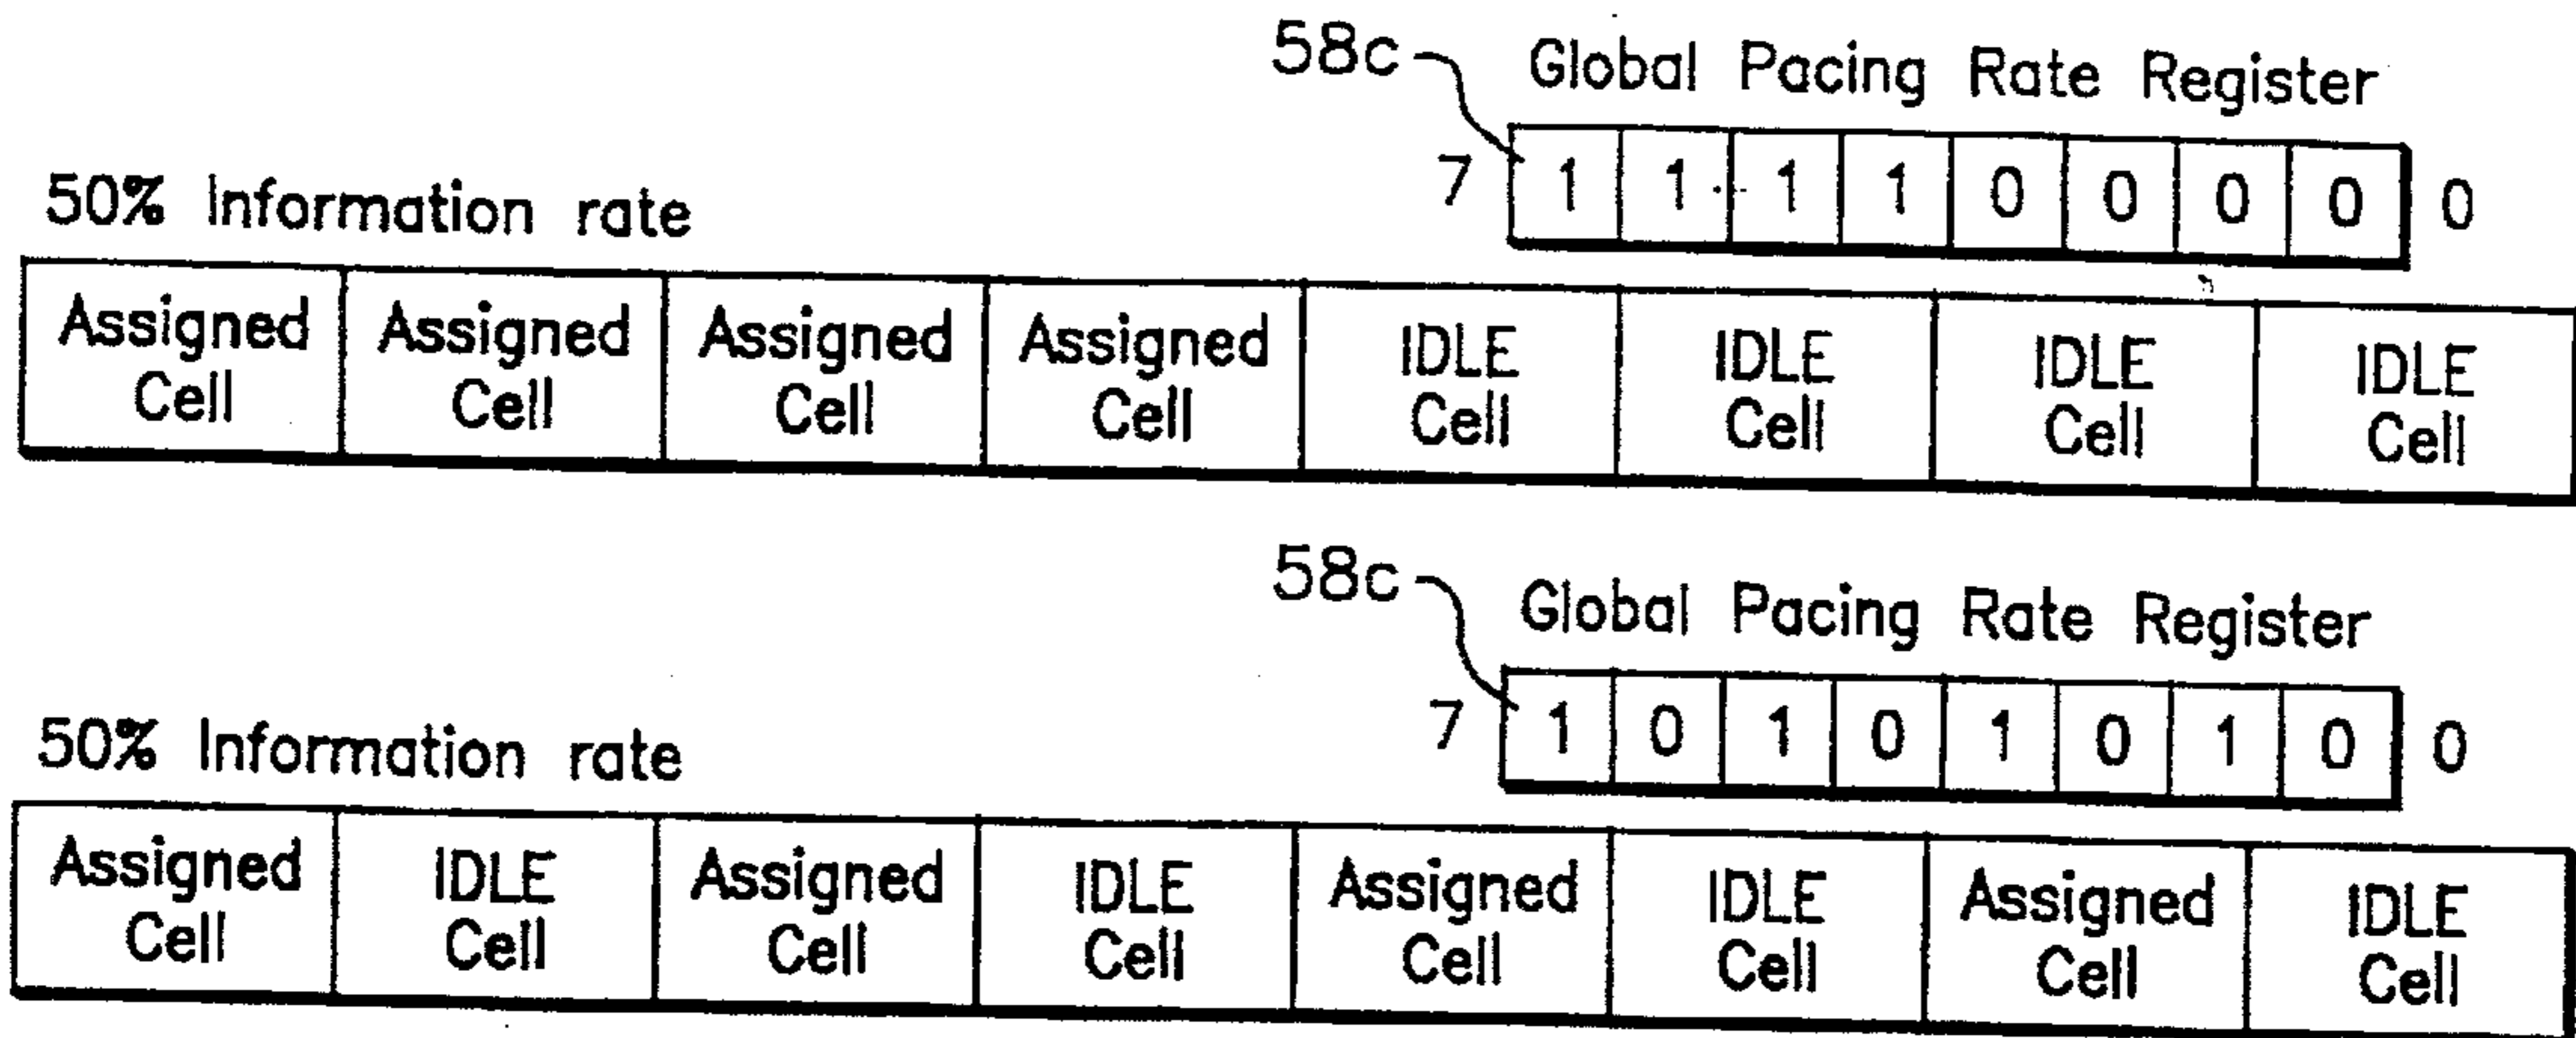 58c Global Pacing Rate Register
7 1 1 1 1 0 0 0 0 0
50% Information rate
Assigned Cell Assigned Cell Assigned Cell Assigned Cell IDLE Cell IDLE Cell IDLE Cell IDLE Cell
58c Global Pacing Rate Register
7 1 0 1 0 1 0 1 0 0
50% Information rate
Assigned Cell IDLE Cell Assigned Cell IDLE Cell Assigned Cell IDLE Cell Assigned Cell IDLE Cell